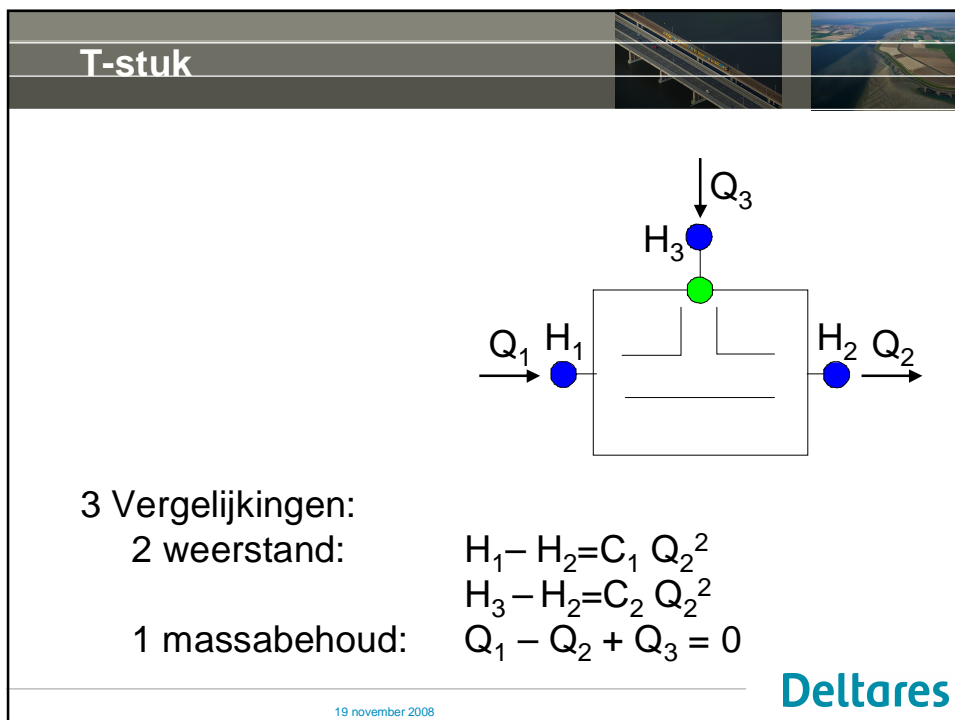 T-stuk
Q₃
H₃
Q₁ H₁ H₂ Q₂
3 Vergelijkingen:
2 weerstand: H₁– H₂=C₁ Q₂²
H₃ – H₂=C₂ Q₂²
1 massabehoud: Q₁ – Q₂ + Q₃ = 0
Deltares
19 november 2008